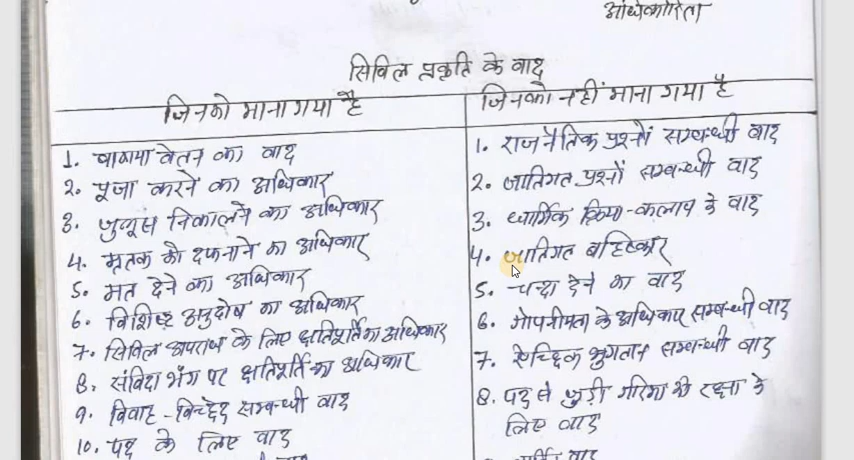 अधिकारिता
सिविल प्रकृति के वाद
जिनको माना गया है
1. बकाया वेतन का वाद
2. पूजा करने का अधिकार
3. जुलूस निकालने का अधिकार
4. मृतक को दफनाने का अधिकार
5. मत देने का अधिकार
6. विशिष्ट अनुतोष का अधिकार
7. सिविल अपराध के लिए क्षतिपूर्ति का अधिकार
8. संविदा भंग पर क्षतिपूर्ति का अधिकार
9. विवाह-विच्छेद सम्बन्धी वाद
10. पद के लिए वाद
जिनको नहीं माना गया है
1. राजनैतिक प्रश्नों सम्बन्धी वाद
2. जातिगत प्रश्नों सम्बन्धी वाद
3. धार्मिक क्रिया-कलाप के वाद
4. जातिगत बहिष्कार
5. चन्दा देने का वाद
6. गोपनीयता के अधिकार सम्बन्धी वाद
7. ऐच्छिक भुगतान सम्बन्धी वाद
8. पद से जुड़ी गरिमा की रक्षा के
लिए वाद